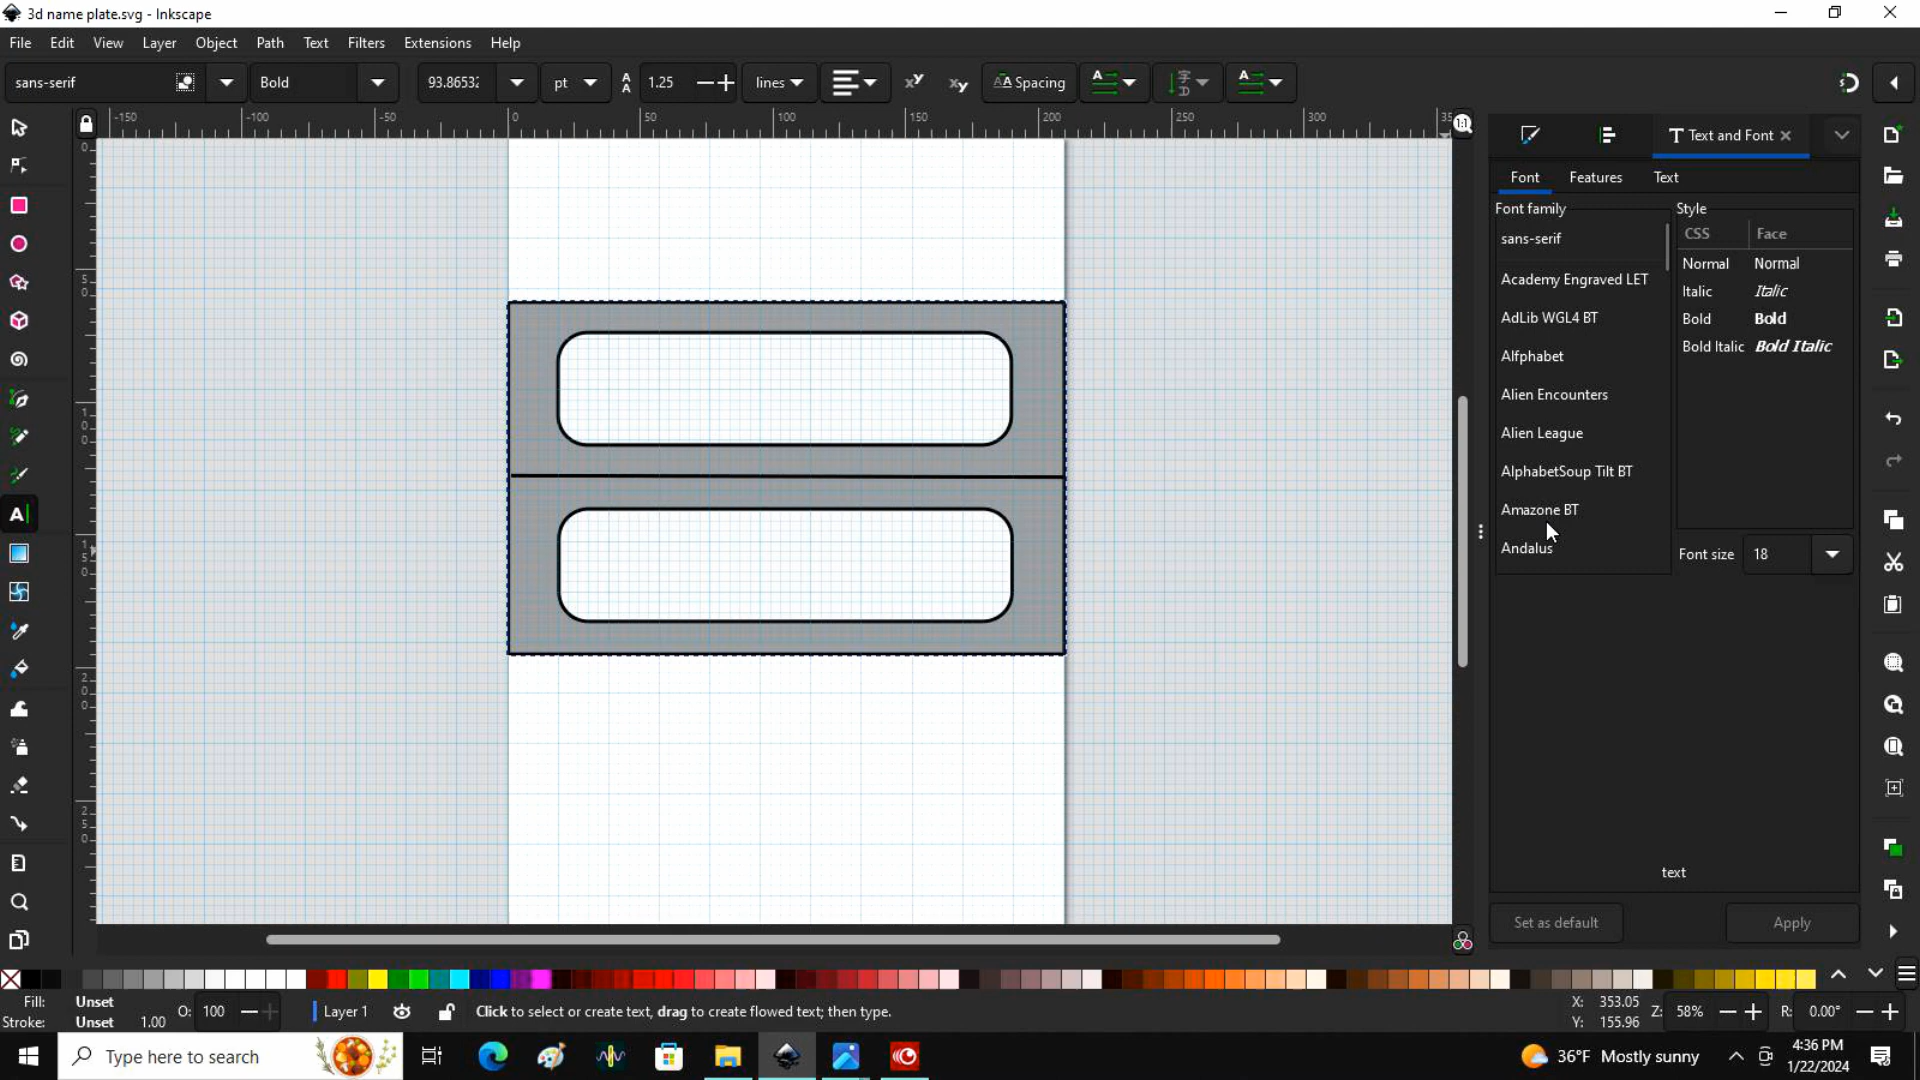 3d name plate.svg - Inkscape
File Edit View Layer Object Path Text Filters Extensions Help
sans-serif Bold 93.8653 pt 1.25 lines Spacing
-150 -100 -50 0 50 100 150 200 250 300
Text and Font
Font Features Text
Font family Style
sans-serif CSS Face
Academy Engraved LET Normal Normal
AdLib WGL4 BT Italic Italic
Alfphabet Bold Bold
Alien Encounters Bold Italic Bold Italic
Alien League
AlphabetSoup Tilt BT
Amazone BT
Andalus
Font size 18
text
Set as default Apply
Fill: Unset O: 100 Layer 1 Click to select or create text, drag to create flowed text; then type. X: 353.05 Z: 58% R: 0.00°
Stroke: Unset 1.00 Y: 155.96
Type here to search 36°F Mostly sunny 4:36 PM
1/22/2024